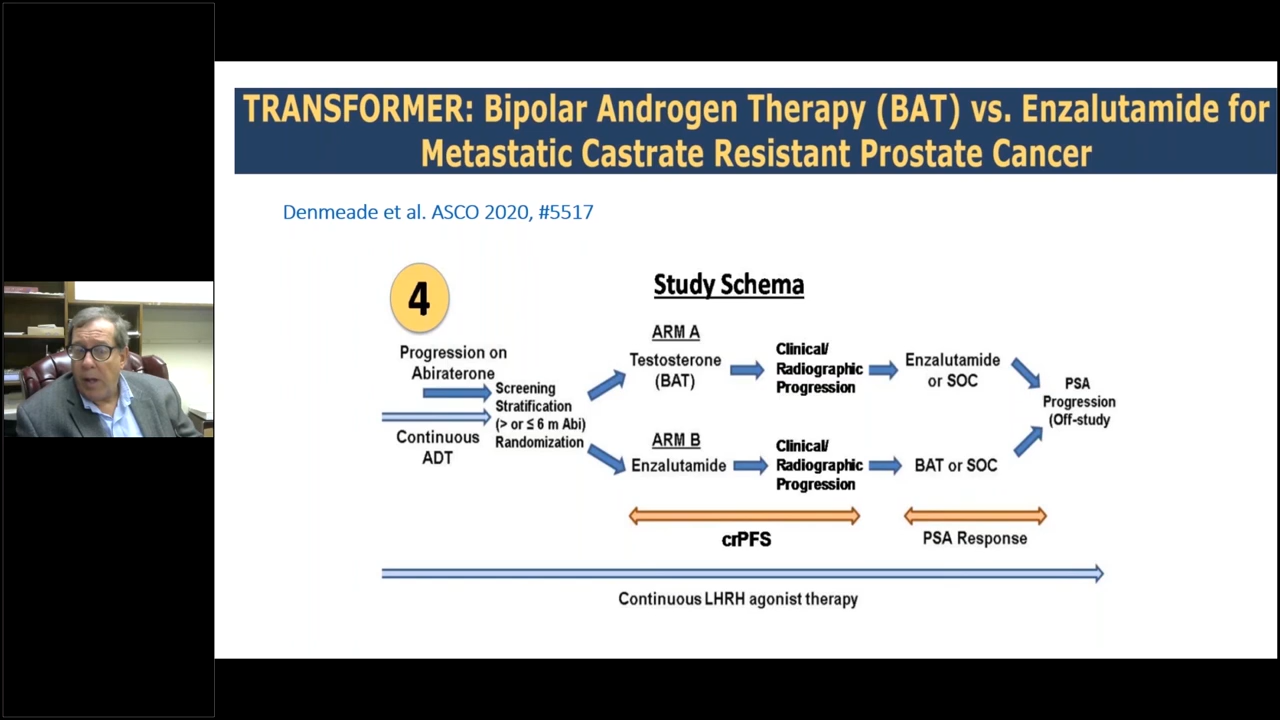 TRANSFORMER: Bipolar Androgen Therapy (BAT) vs. Enzalutamide for
Metastatic Castrate Resistant Prostate Cancer
Denmeade et al. ASCO 2020, #5517
4
Study Schema
Progression on
Abiraterone
Continuous
ADT
Screening
Stratification
(> or ≤ 6 m Abi)
Randomization
ARM A
Testosterone
(BAT)
Clinical/
Radiographic
Progression
Enzalutamide
or SOC
ARM B
Enzalutamide
Clinical/
Radiographic
Progression
BAT or SOC
PSA
Progression
(Off-study
crPFS
PSA Response
Continuous LHRH agonist therapy